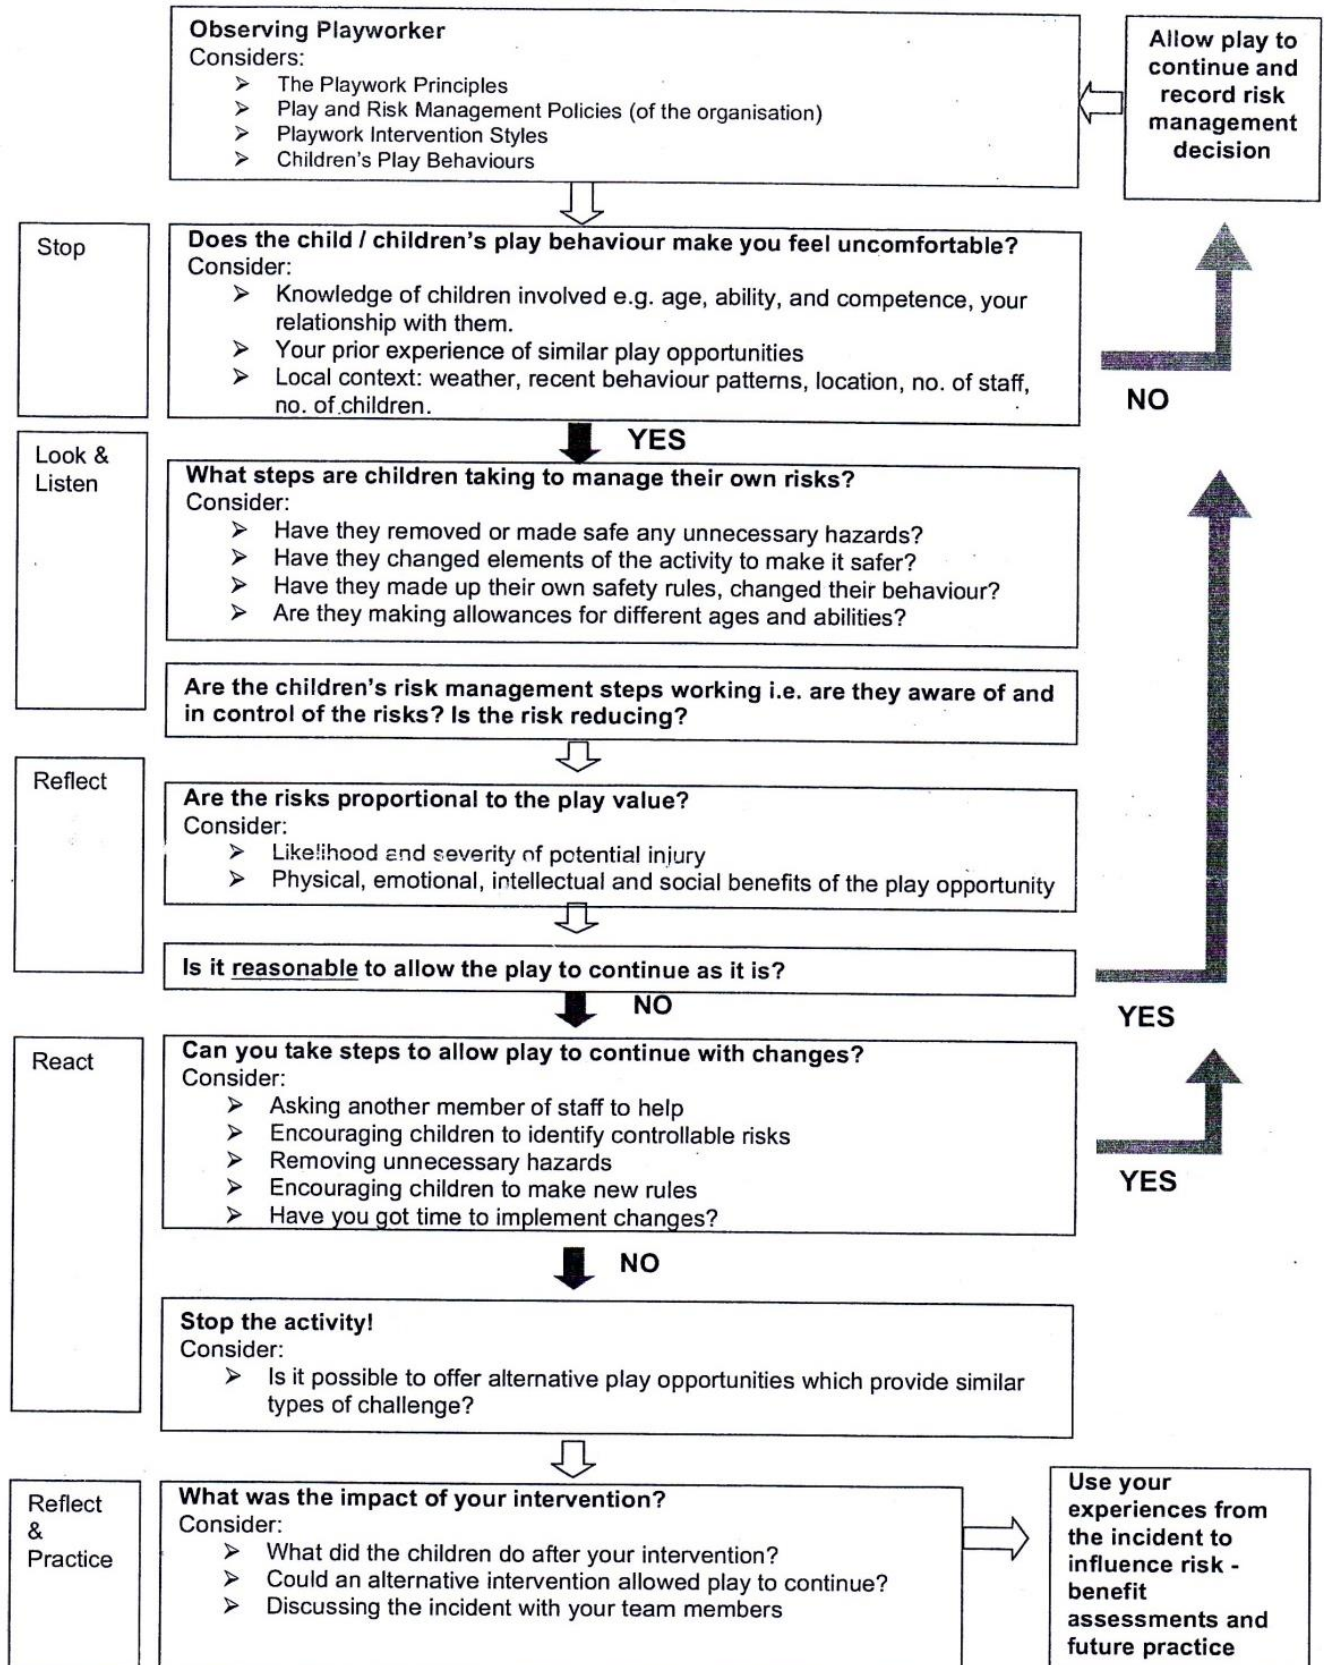 Observing Playworker
Considers:
➢ The Playwork Principles
➢ Play and Risk Management Policies (of the organisation)
➢ Playwork Intervention Styles
➢ Children's Play Behaviours
Allow play to
continue and
record risk
management
decision
Stop
Does the child / children's play behaviour make you feel uncomfortable?
Consider:
➢ Knowledge of children involved e.g. age, ability, and competence, your
relationship with them.
➢ Your prior experience of similar play opportunities
➢ Local context: weather, recent behaviour patterns, location, no. of staff,
no. of children.
NO
YES
Look &
Listen
What steps are children taking to manage their own risks?
Consider:
➢ Have they removed or made safe any unnecessary hazards?
➢ Have they changed elements of the activity to make it safer?
➢ Have they made up their own safety rules, changed their behaviour?
➢ Are they making allowances for different ages and abilities?
Are the children's risk management steps working i.e. are they aware of and
in control of the risks? Is the risk reducing?
Reflect
Are the risks proportional to the play value?
Consider:
➢ Likelihood and severity of potential injury
➢ Physical, emotional, intellectual and social benefits of the play opportunity
Is it reasonable to allow the play to continue as it is?
NO
YES
React
Can you take steps to allow play to continue with changes?
Consider:
➢ Asking another member of staff to help
➢ Encouraging children to identify controllable risks
➢ Removing unnecessary hazards
➢ Encouraging children to make new rules
➢ Have you got time to implement changes?
YES
NO
Stop the activity!
Consider:
➢ Is it possible to offer alternative play opportunities which provide similar
types of challenge?
Reflect
&
Practice
What was the impact of your intervention?
Consider:
➢ What did the children do after your intervention?
➢ Could an alternative intervention allowed play to continue?
➢ Discussing the incident with your team members
Use your
experiences from
the incident to
influence risk -
benefit
assessments and
future practice